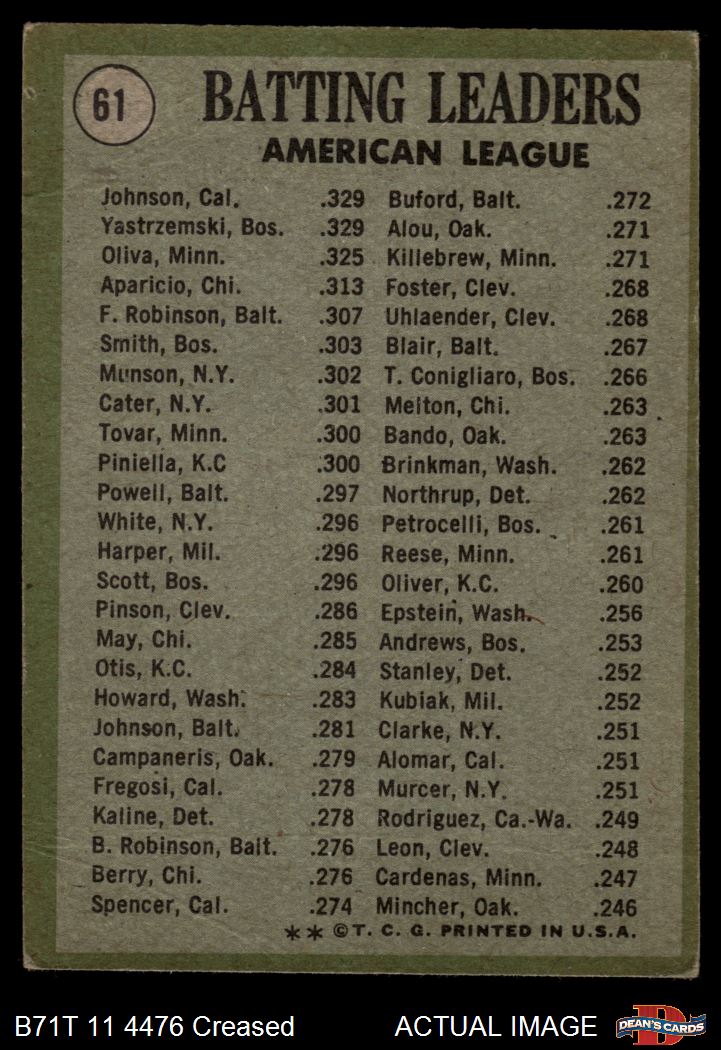 61
BATTING LEADERS
AMERICAN LEAGUE
Johnson, Cal. .329
Yastrzemski, Bos. .329
Oliva, Minn. .325
Aparicio, Chi. .313
F. Robinson, Balt. .307
Smith, Bos. .303
Munson, N.Y. .302
Cater, N.Y. .301
Tovar, Minn. .300
Piniella, K.C .300
Powell, Balt. .297
White, N.Y. .296
Harper, Mil. .296
Scott, Bos. .296
Pinson, Clev. .286
May, Chi. .285
Otis, K.C. .284
Howard, Wash. .283
Johnson, Balt. .281
Campaneris, Oak. .279
Fregosi, Cal. .278
Kaline, Det. .278
B. Robinson, Balt. .276
Berry, Chi. .276
Spencer, Cal. .274
Buford, Balt. .272
Alou, Oak. .271
Killebrew, Minn. .271
Foster, Clev. .268
Uhlaender, Clev. .268
Blair, Balt. .267
T. Conigliaro, Bos. .266
Melton, Chi. .263
Bando, Oak. .263
Brinkman, Wash. .262
Northrup, Det. .262
Petrocelli, Bos. .261
Reese, Minn. .261
Oliver, K.C. .260
Epstein, Wash. .256
Andrews, Bos. .253
Stanley, Det. .252
Kubiak, Mil. .252
Clarke, N.Y. .251
Alomar, Cal. .251
Murcer, N.Y. .251
Rodriguez, Ca.-Wa. .249
Leon, Clev. .248
Cardenas, Minn. .247
Mincher, Oak. .246
** © T. C. G. PRINTED IN U.S.A.
B71T 11 4476 Creased
ACTUAL IMAGE
D
DEAN'S CARDS